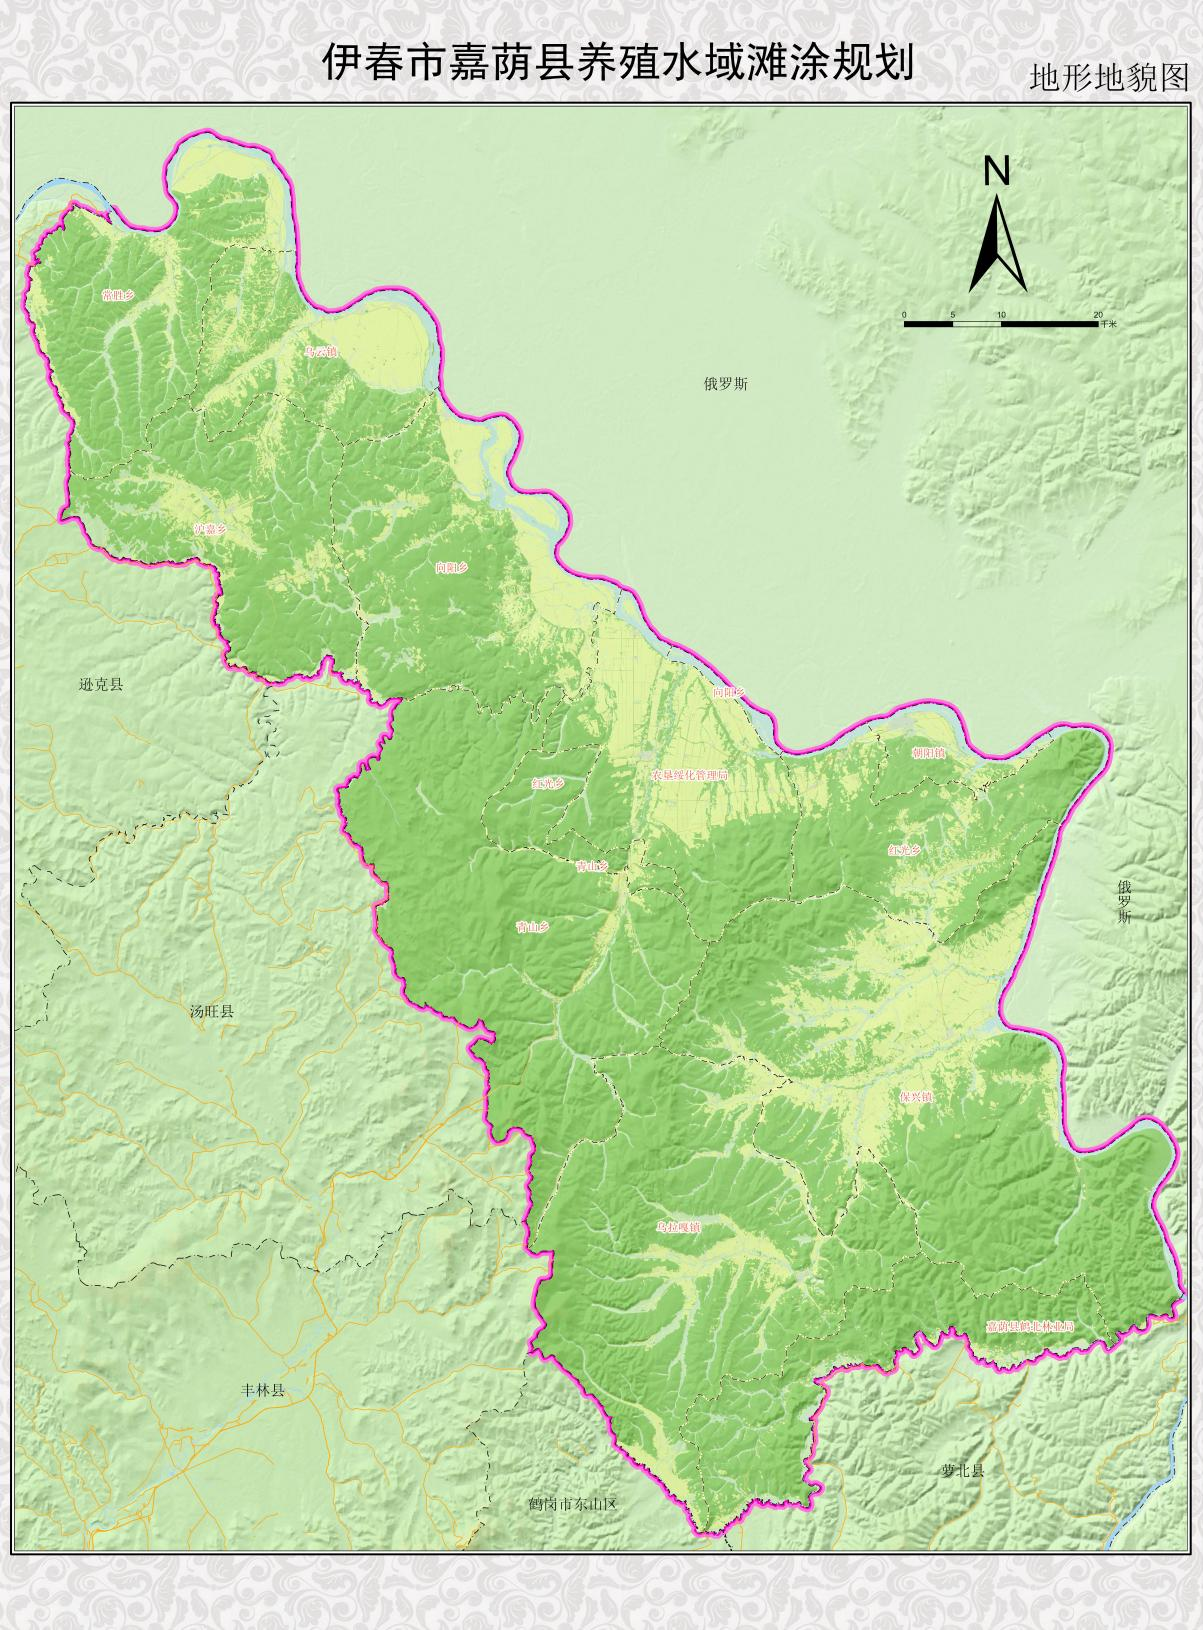 伊春市嘉荫县养殖水域滩涂规划
地形地貌图
N
0 5 10 20
千米
常胜乡
乌云镇
俄罗斯
沪嘉乡
向阳乡
逊克县
向阳乡
朝阳镇
农垦绥化管理局
红光乡
红光乡
青山乡
俄罗斯
青山乡
汤旺县
保兴镇
乌拉嘎镇
嘉荫县鹤北林业局
丰林县
萝北县
鹤岗市东山区